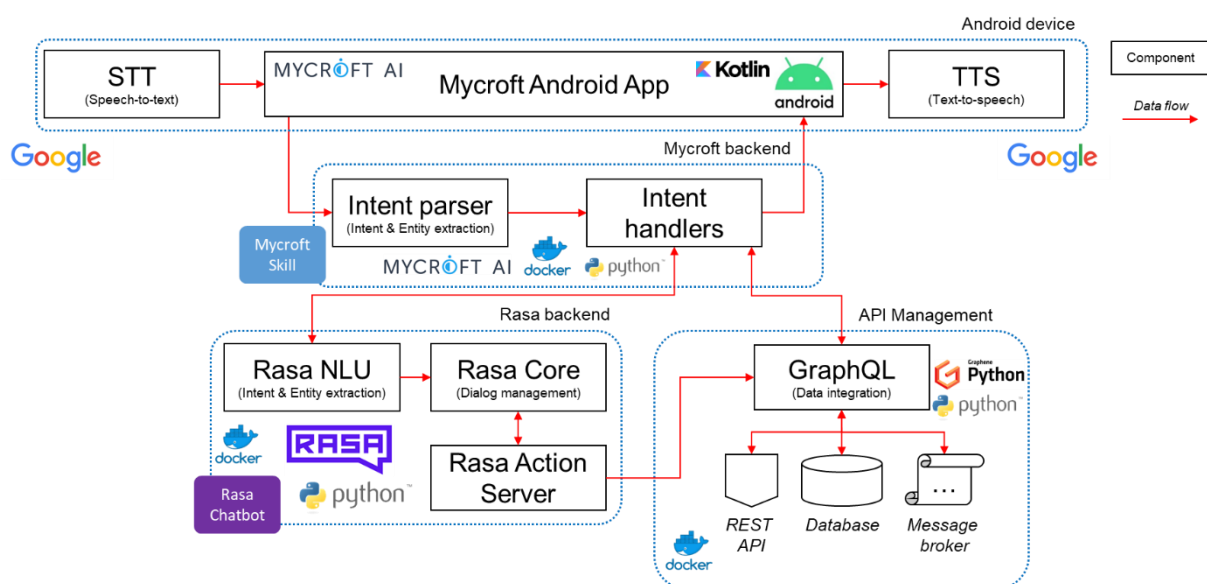 Android device
STT
(Speech-to-text)
MYCROFT AI
Mycroft Android App
Kotlin
android
TTS
(Text-to-speech)
Component
Data flow
Google
Google
Mycroft backend
Intent parser
(Intent & Entity extraction)
Intent
handlers
Mycroft
Skill
MYCROFT AI
docker
python™
Rasa backend
API Management
Rasa NLU
(Intent & Entity extraction)
Rasa Core
(Dialog management)
GraphQL
(Data integration)
Graphene
Python
python™
docker
RASA
Rasa Action
Server
Rasa
Chatbot
python™
...
REST
API
Database
Message
broker
docker